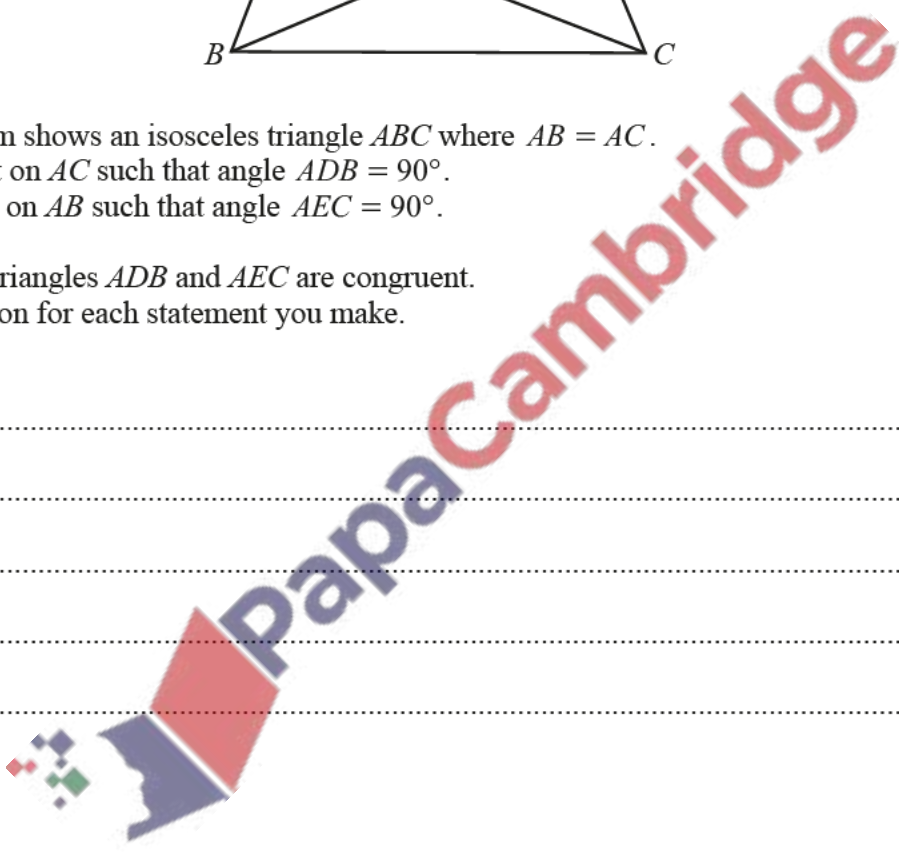 B
C
shows an isosceles triangle ABC where AB = AC.
on AC such that angle ADB = 90°.
on AB such that angle AEC = 90°.
riangles ADB and AEC are congruent.
on for each statement you make.
PapaCambridge